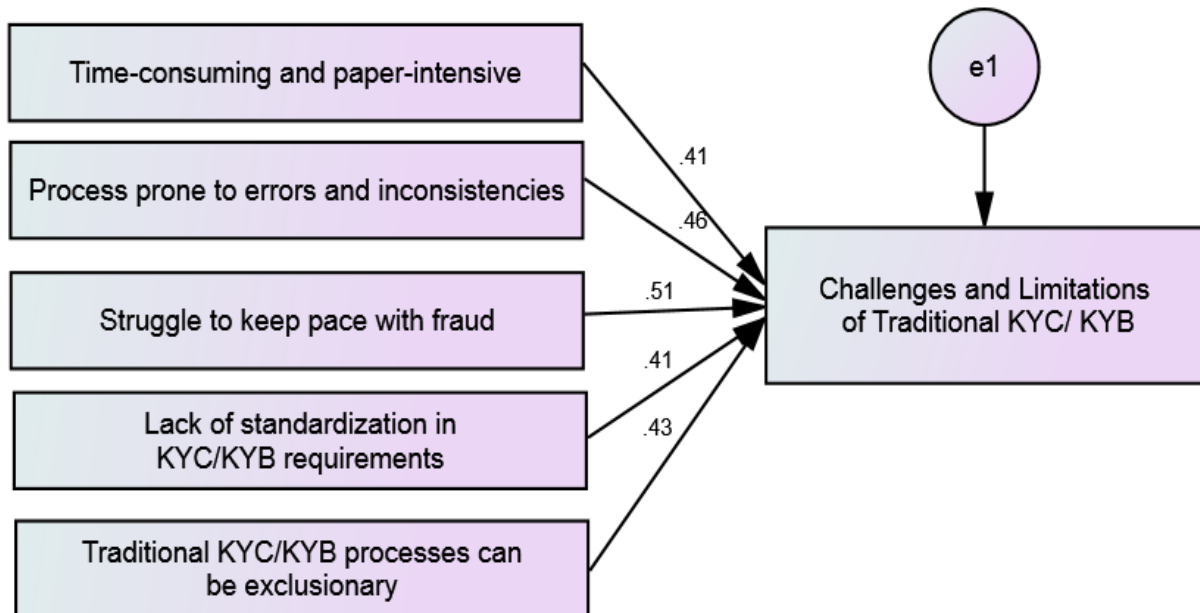 Time-consuming and paper-intensive
e1
.41
Process prone to errors and inconsistencies
.46
Struggle to keep pace with fraud
.51
Challenges and Limitations
of Traditional KYC/ KYB
.41
Lack of standardization in
KYC/KYB requirements
.43
Traditional KYC/KYB processes can
be exclusionary